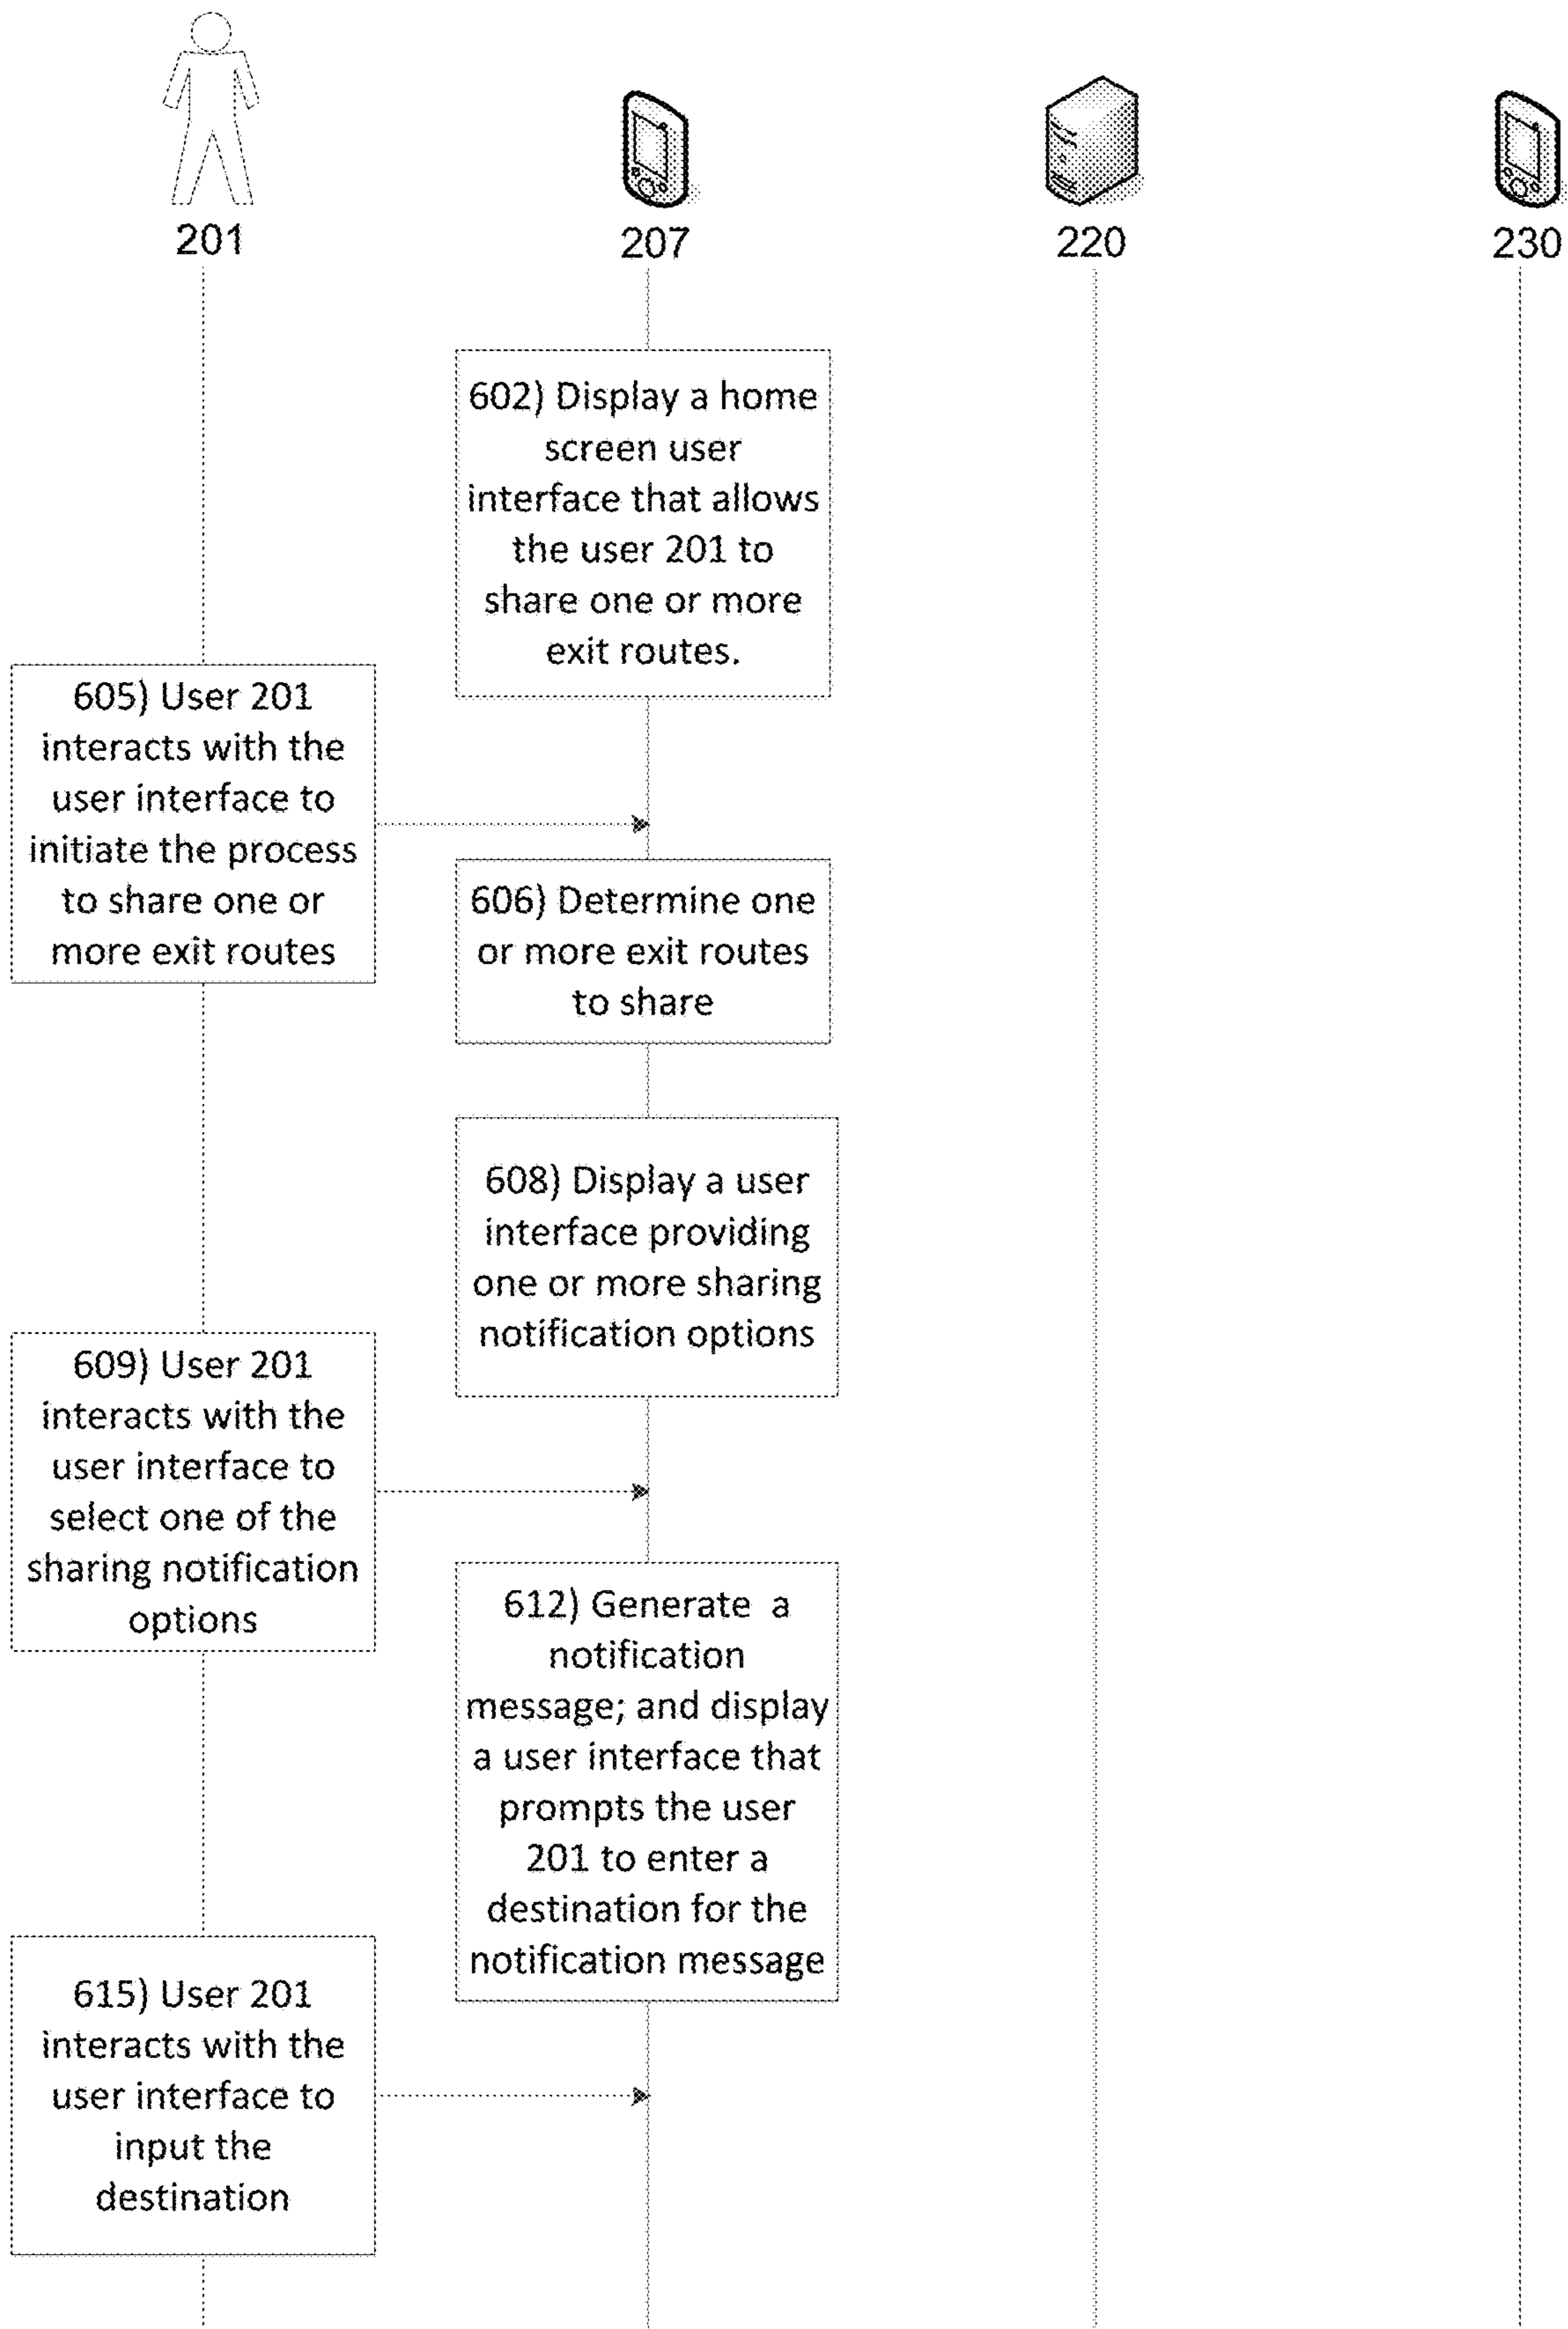 201
207
220
230
602) Display a home
screen user
interface that allows
the user 201 to
share one or more
exit routes.
605) User 201
interacts with the
user interface to
initiate the process
to share one or
more exit routes
606) Determine one
or more exit routes
to share
608) Display a user
interface providing
one or more sharing
notification options
609) User 201
interacts with the
user interface to
select one of the
sharing notification
options
612) Generate a
notification
message; and display
a user interface that
prompts the user
201 to enter a
destination for the
notification message
615) User 201
interacts with the
user interface to
input the
destination